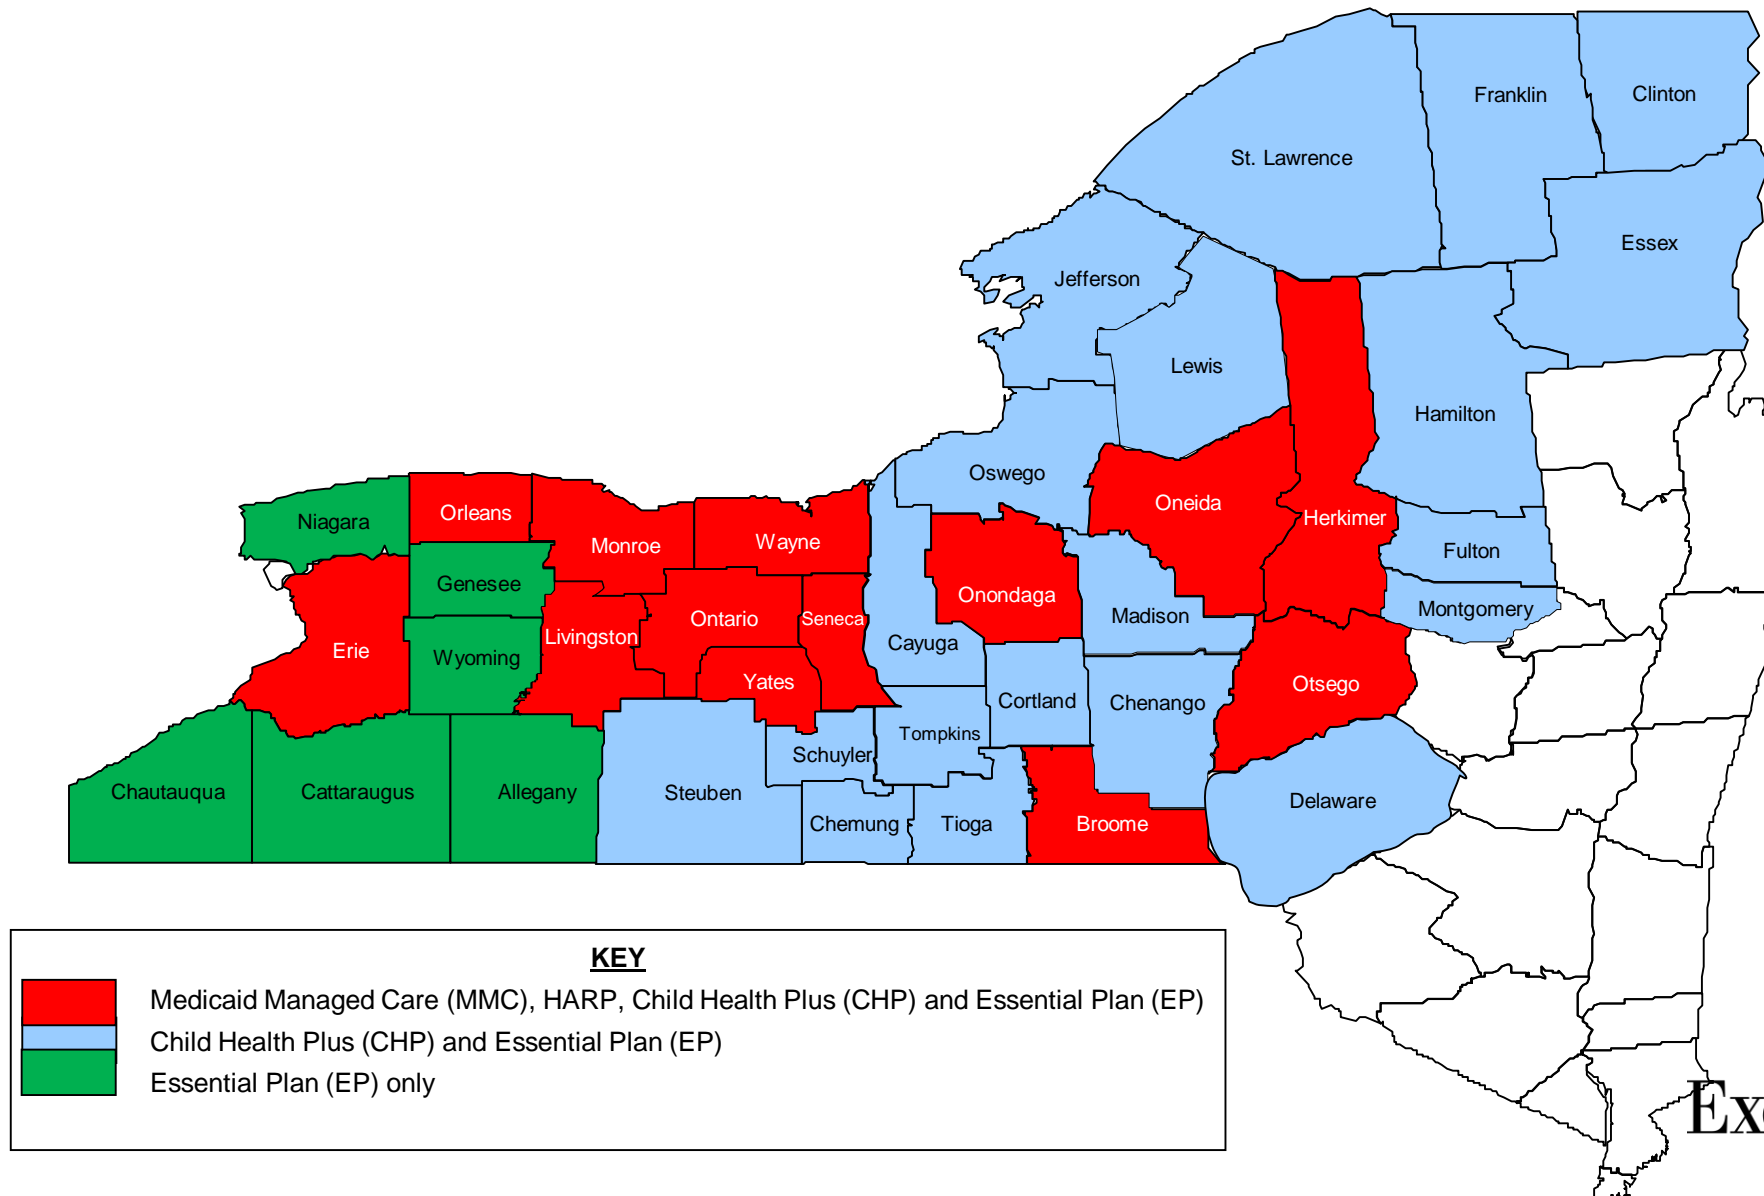 Franklin
Clinton
St. Lawrence
Essex
Jefferson
Lewis
Hamilton
Oswego
Oneida
Niagara
Orleans
Herkimer
Monroe
Wayne
Fulton
Genesee
Onondaga
Montgomery
Madison
Ontario
Seneca
Livingston
Cayuga
Erie
Wyoming
Yates
Otsego
Cortland
Chenango
Tompkins
Schuyler
Chautauqua
Cattaraugus
Allegany
Steuben
Delaware
Chemung
Tioga
Broome
KEY
Medicaid Managed Care (MMC), HARP, Child Health Plus (CHP) and Essential Plan (EP)
Child Health Plus (CHP) and Essential Plan (EP)
Essential Plan (EP) only